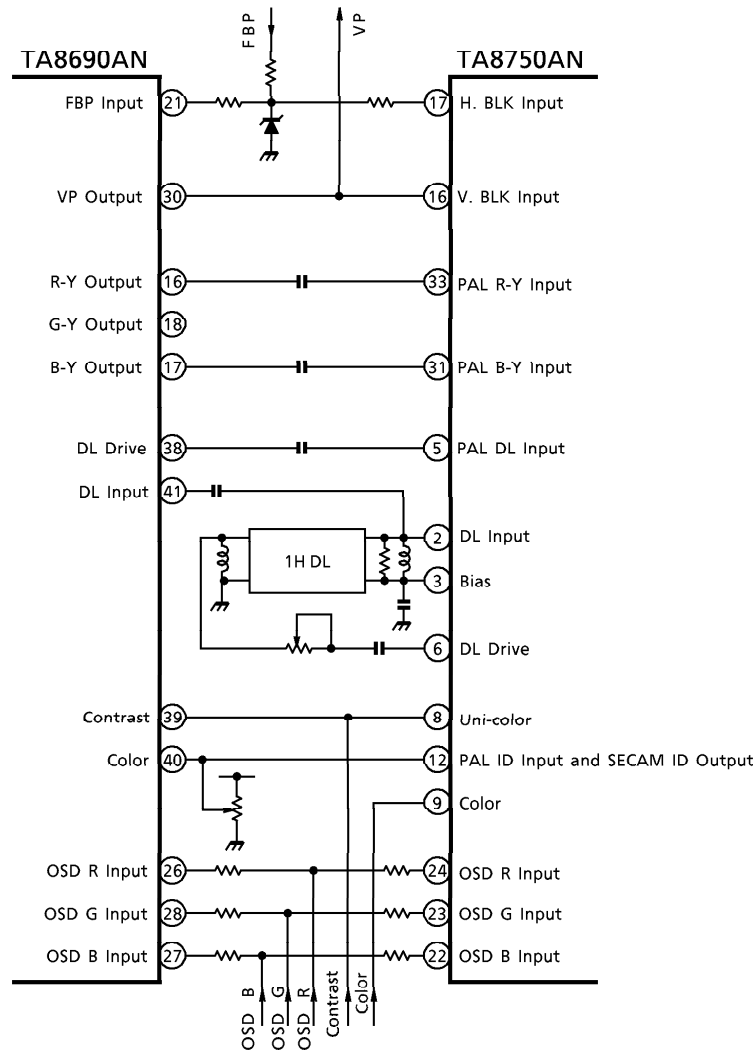 FBP
VP
TA8690AN
TA8750AN
FBP Input 21
17 H. BLK Input
VP Output 30
16 V. BLK Input
R-Y Output 16
33 PAL R-Y Input
G-Y Output 18
B-Y Output 17
31 PAL B-Y Input
DL Drive 38
5 PAL DL Input
DL Input 41
2 DL Input
1H DL
3 Bias
6 DL Drive
Contrast 39
8 Uni-color
Color 40
12 PAL ID Input and SECAM ID Output
9 Color
OSD R Input 26
24 OSD R Input
OSD G Input 28
23 OSD G Input
OSD B Input 27
22 OSD B Input
OSD B
OSD G
OSD R
Contrast
Color